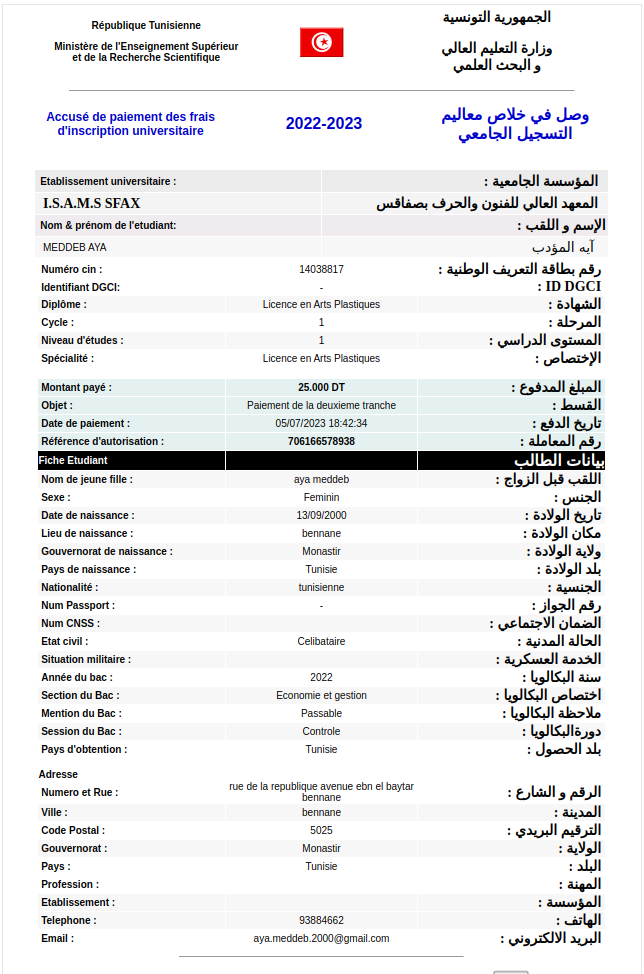 République Tunisienne
الجمهورية التونسية
Ministère de l'Enseignement Supérieur
et de la Recherche Scientifique
وزارة التعليم العالي
و البحث العلمي
Accusé de paiement des frais
d'inscription universitaire
2022-2023
وصل في خلاص معاليم
التسجيل الجامعي
Etablissement universitaire : المؤسسة الجامعية :
I.S.A.M.S SFAX المعهد العالي للفنون والحرف بصفاقس
Nom & prénom de l'etudiant: الإسم و اللقب :
MEDDEB AYA آيه المؤدب
Numéro cin : 14038817 رقم بطاقة التعريف الوطنية :
Identifiant DGCI: - ID DGCI :
Diplôme : Licence en Arts Plastiques الشهادة :
Cycle : 1 المرحلة :
Niveau d'études : 1 المستوى الدراسي :
Spécialité : Licence en Arts Plastiques الإختصاص :
Montant payé : 25.000 DT المبلغ المدفوع :
Objet : Paiement de la deuxieme tranche القسط :
Date de paiement : 05/07/2023 18:42:34 تاريخ الدفع :
Référence d'autorisation : 706166578938 رقم المعاملة :
Fiche Etudiant بيانات الطالب
Nom de jeune fille : aya meddeb اللقب قبل الزواج :
Sexe : Feminin الجنس :
Date de naissance : 13/09/2000 تاريخ الولادة :
Lieu de naissance : bennane مكان الولادة :
Gouvernorat de naissance : Monastir ولاية الولادة :
Pays de naissance : Tunisie بلد الولادة :
Nationalité : tunisienne الجنسية :
Num Passport : - رقم الجواز :
Num CNSS : الضمان الاجتماعي :
Etat civil : Celibataire الحالة المدنية :
Situation militaire : الخدمة العسكرية :
Année du bac : 2022 سنة البكالويا :
Section du Bac : Economie et gestion اختصاص البكالويا :
Mention du Bac : Passable ملاحظة البكالويا :
Session du Bac : Controle دورةالبكالويا :
Pays d'obtention : Tunisie بلد الحصول :
Adresse
Numero et Rue : rue de la republique avenue ebn el baytar
bennane الرقم و الشارع :
Ville : bennane المدينة :
Code Postal : 5025 الترقيم البريدي :
Gouvernorat : Monastir الولاية :
Pays : Tunisie البلد :
Profession : المهنة :
Etablissement : المؤسسة :
Telephone : 93884662 الهاتف :
Email : aya.meddeb.2000@gmail.com البريد الالكتروني :